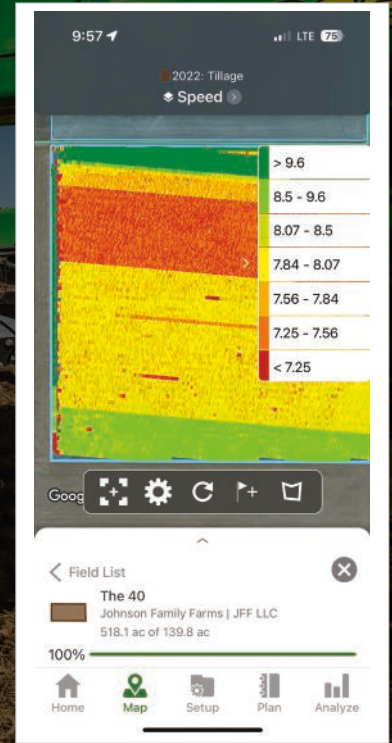 9:57
LTE 75
2022: Tillage
Speed
> 9.6
8.5 - 9.6
8.07 - 8.5
7.84 - 8.07
7.56 - 7.84
7.25 - 7.56
< 7.25
Goog
Field List
The 40
Johnson Family Farms | JFF LLC
518.1 ac of 139.8 ac
100%
Home
Map
Setup
Plan
Analyze